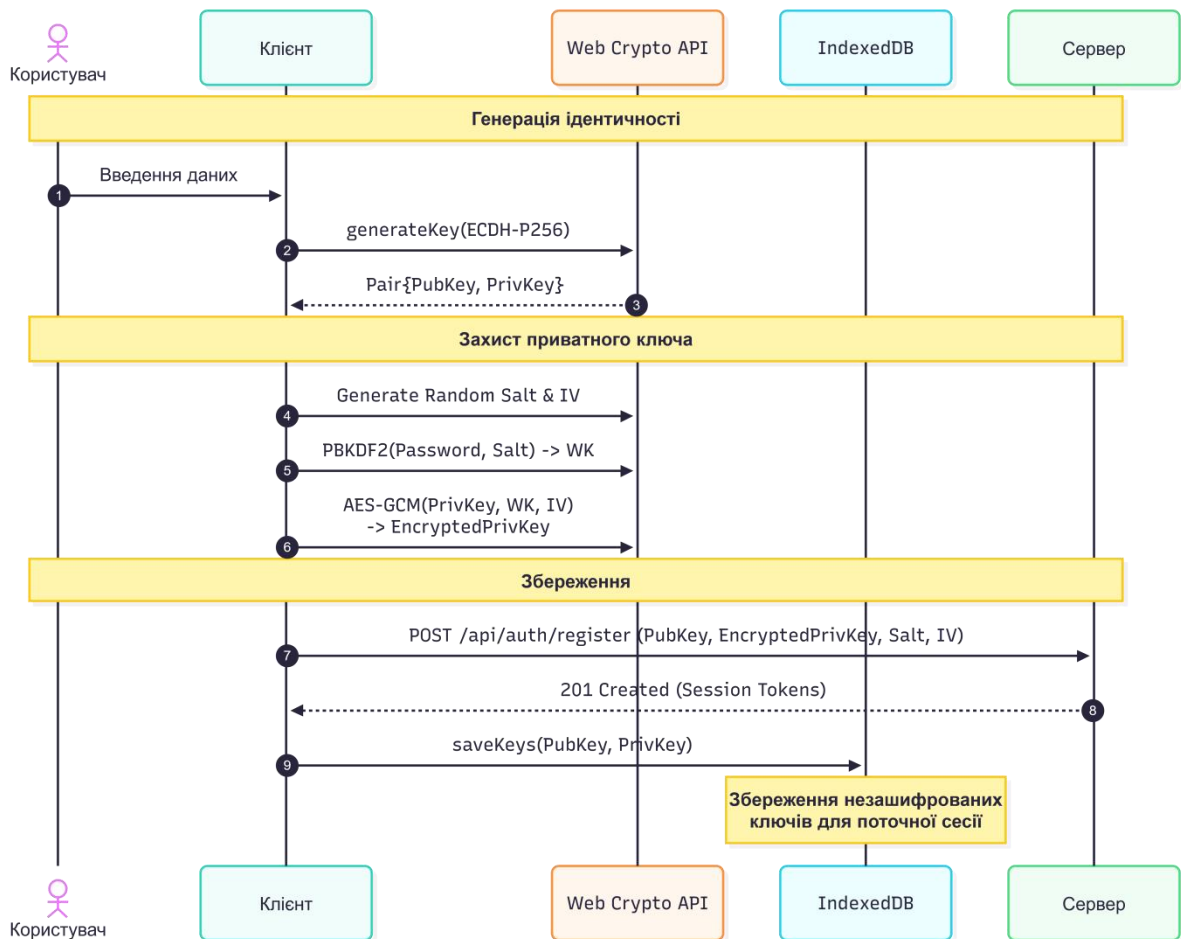 Користувач
Клієнт
Web Crypto API
IndexedDB
Сервер
Генерація ідентичності
1
Введення даних
2
generateKey(ECDH-P256)
Pair{PubKey, PrivKey}
3
Захист приватного ключа
4
Generate Random Salt & IV
5
PBKDF2(Password, Salt) -> WK
AES-GCM(PrivKey, WK, IV)
-> EncryptedPrivKey
6
Збереження
POST /api/auth/register (PubKey, EncryptedPrivKey, Salt, IV)
7
201 Created (Session Tokens)
8
saveKeys(PubKey, PrivKey)
9
Збереження незашифрованих
ключів для поточної сесії
Користувач
Клієнт
Web Crypto API
IndexedDB
Сервер